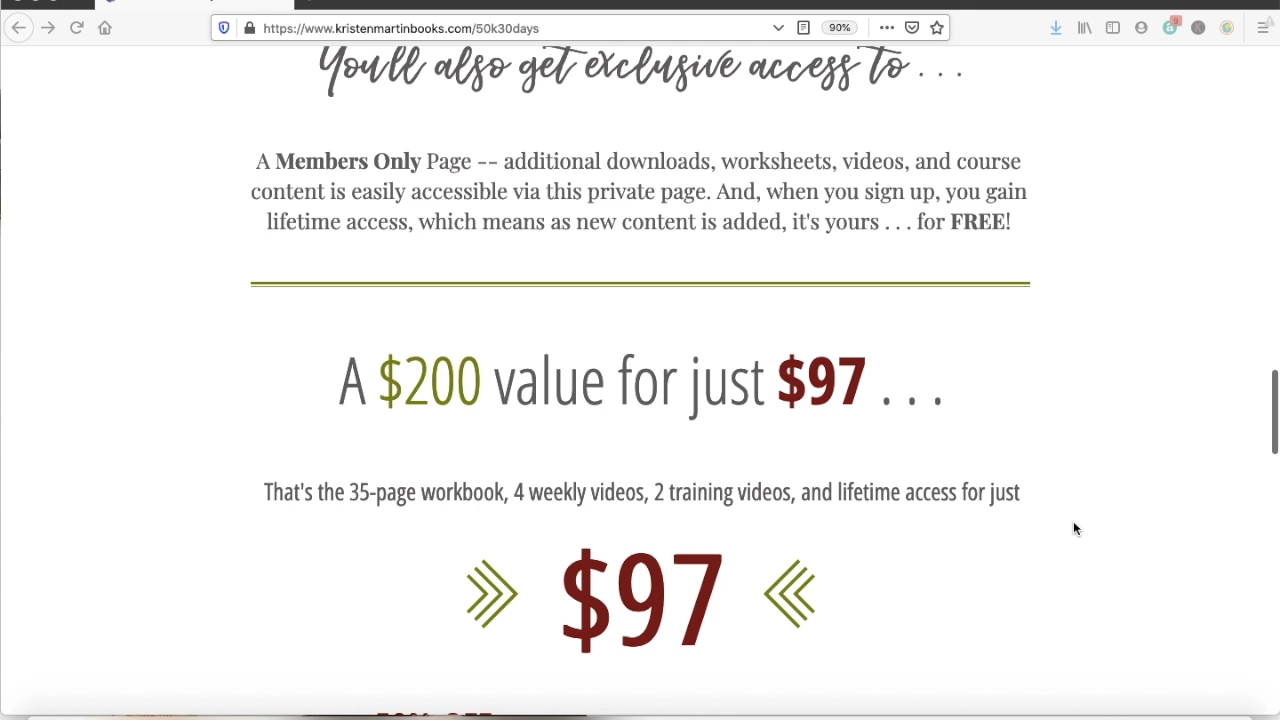 https://www.kristenmartinbooks.com/50k30days
90%
9
You'll also get exclusive access to . . .
A Members Only Page -- additional downloads, worksheets, videos, and course
content is easily accessible via this private page. And, when you sign up, you gain
lifetime access, which means as new content is added, it's yours . . . for FREE!
A $200 value for just $97 . . .
That's the 35-page workbook, 4 weekly videos, 2 training videos, and lifetime access for just
$97